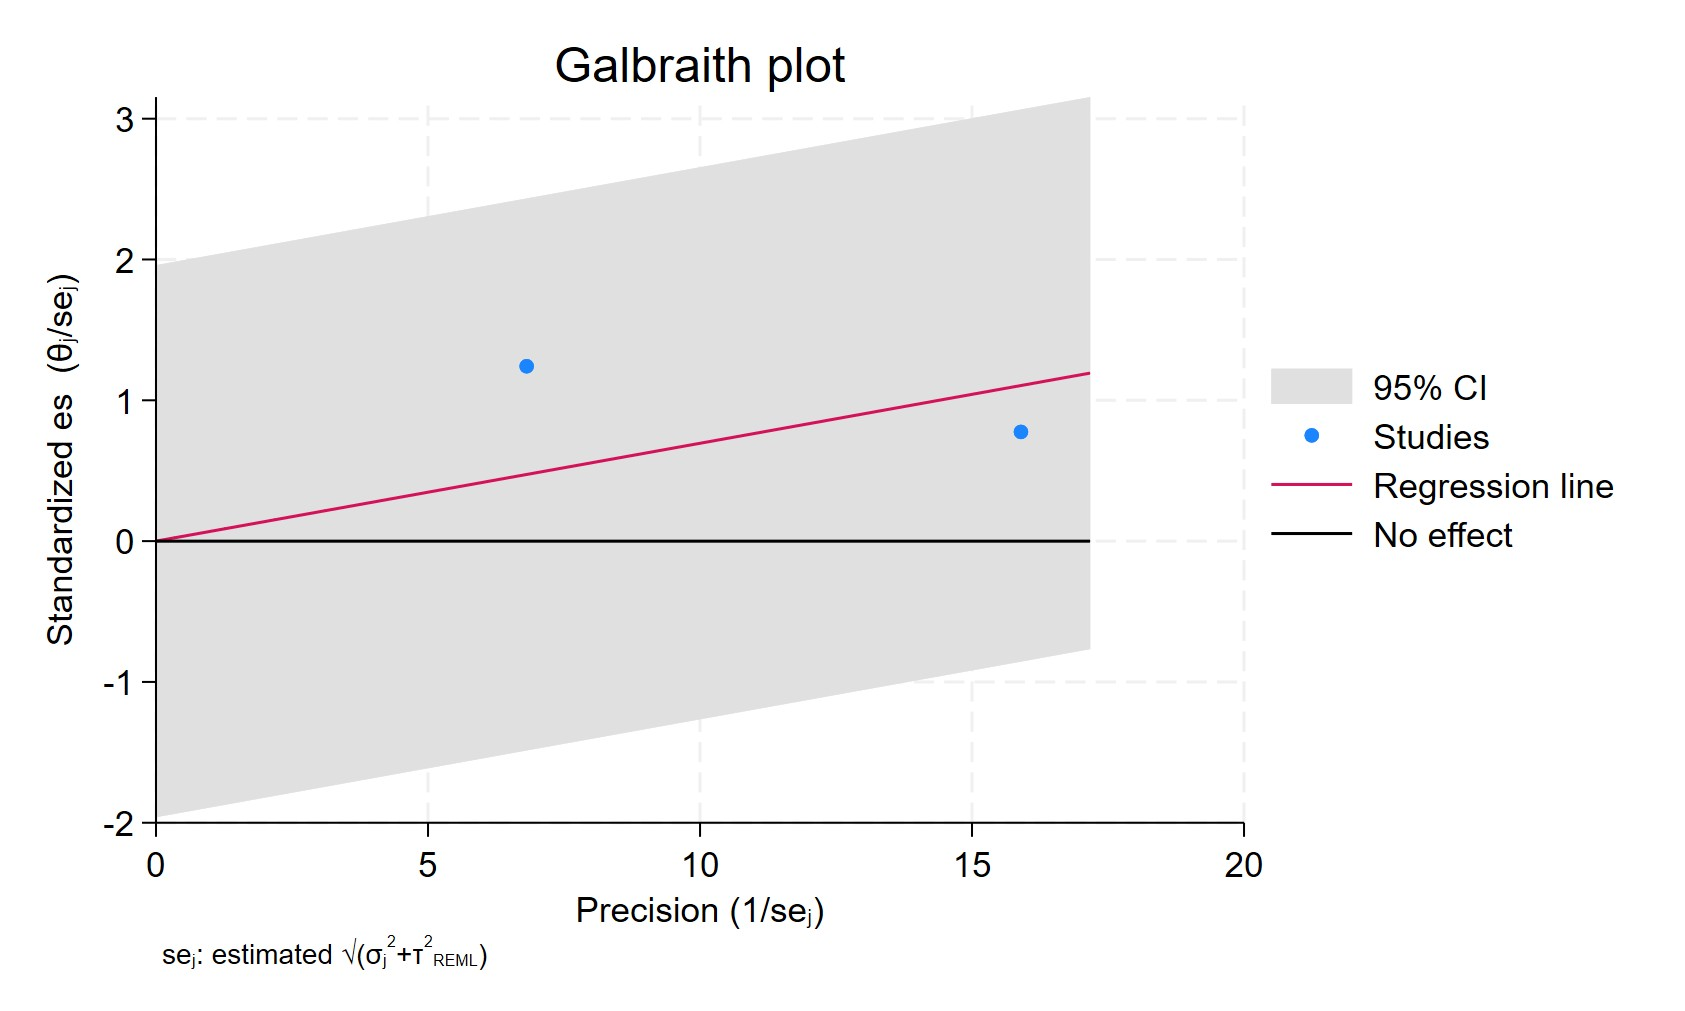 Galbraith plot
3
2
1
0
-1
-2
Standardized es (θⱼ/seⱼ)
0 5 10 15 20
Precision (1/seⱼ)
95% CI
Studies
Regression line
No effect
seⱼ: estimated √(σⱼ²+τ²REML)